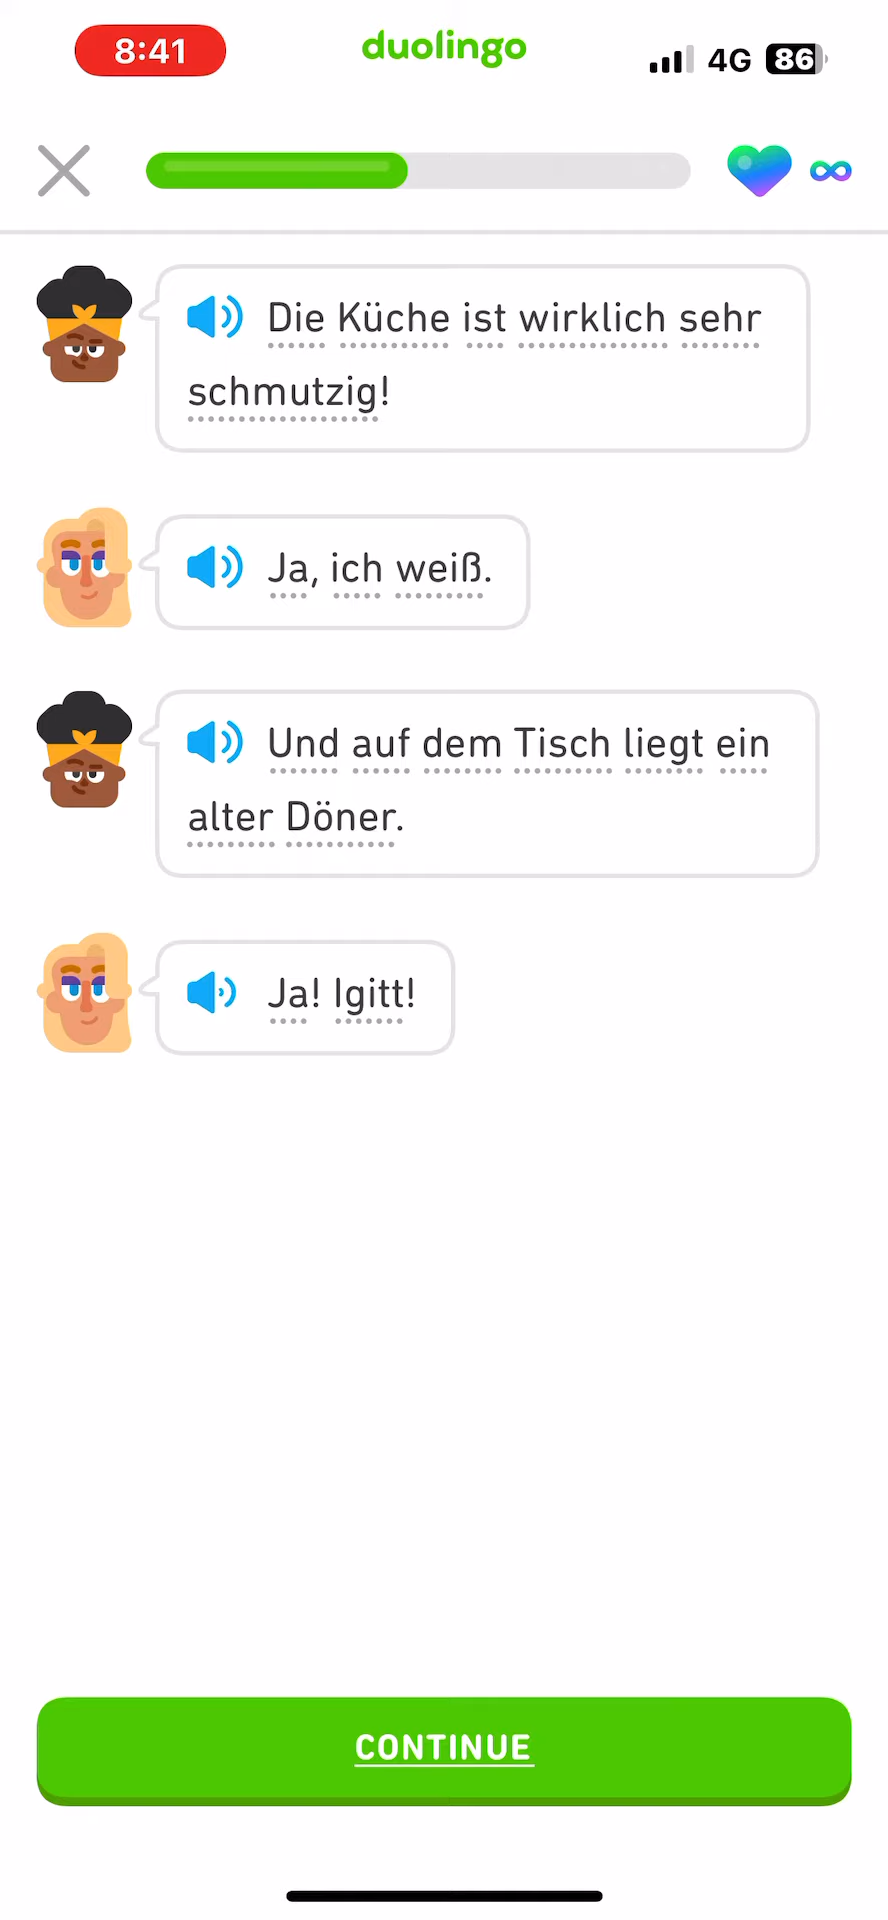 8:41
duolingo
4G 86
Die Küche ist wirklich sehr
schmutzig!
Ja, ich weiß.
Und auf dem Tisch liegt ein
alter Döner.
Ja! Igitt!
CONTINUE